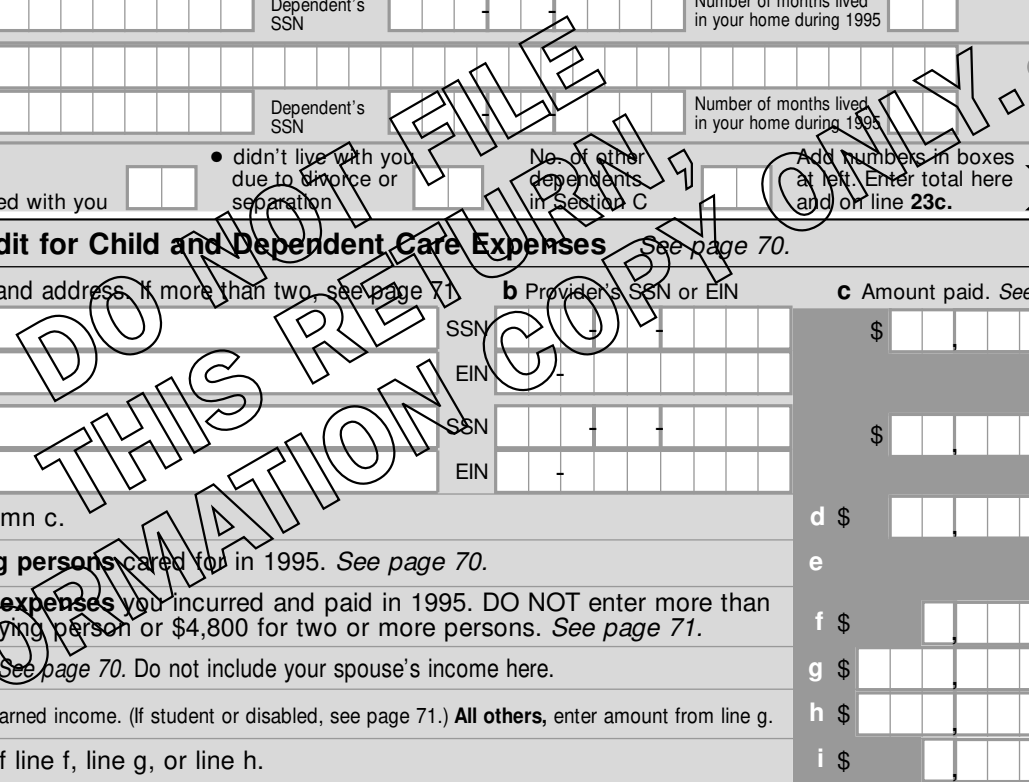 Dependent's
SSN
Number of months lived
in your home during 1995
Dependent's
SSN
Number of months lived
in your home during 1995
ed with you
● didn't live with you
due to divorce or
separation
No. of other
dependents
in Section C
Add numbers in boxes
at left. Enter total here
and on line 23c.
dit for Child and Dependent Care Expenses See page 70.
and address. If more than two, see page 71
b Provider's SSN or EIN
c Amount paid. See
SSN - - $ ,
EIN -
SSN - - $ ,
EIN -
mn c. d $ ,
g persons cared for in 1995. See page 70. e
expenses you incurred and paid in 1995. DO NOT enter more than
ying person or $4,800 for two or more persons. See page 71. f $ ,
See page 70. Do not include your spouse's income here. g $ ,
arned income. (If student or disabled, see page 71.) All others, enter amount from line g. h $ ,
f line f, line g, or line h. i $ ,
DO NOT FILE
THIS RETURN,
ORMATION COPY ONLY.